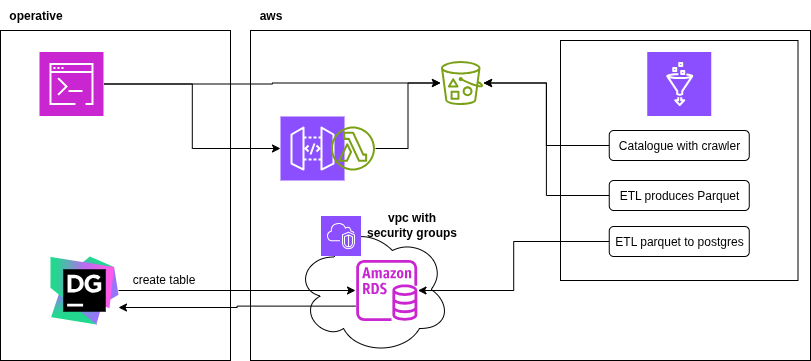 operative
aws
Catalogue with crawler
ETL produces Parquet
vpc with
security groups
ETL parquet to postgres
DG
create table
Amazon
RDS